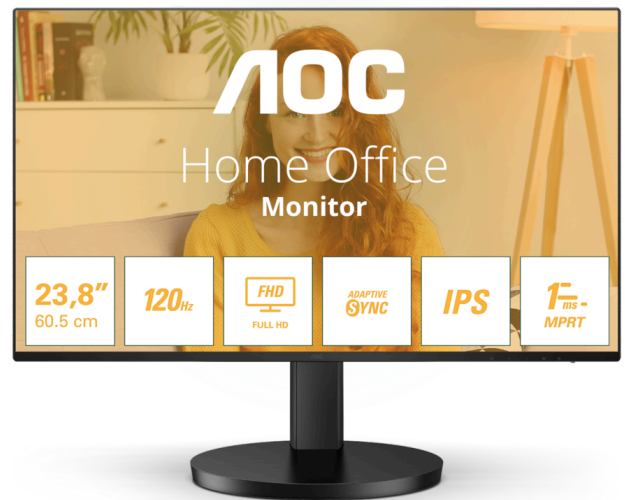 AOC
Home Office
Monitor
23,8”
60.5 cm
120Hz
FHD
FULL HD
ADAPTIVE
SYNC
IPS
1ms
MPRT